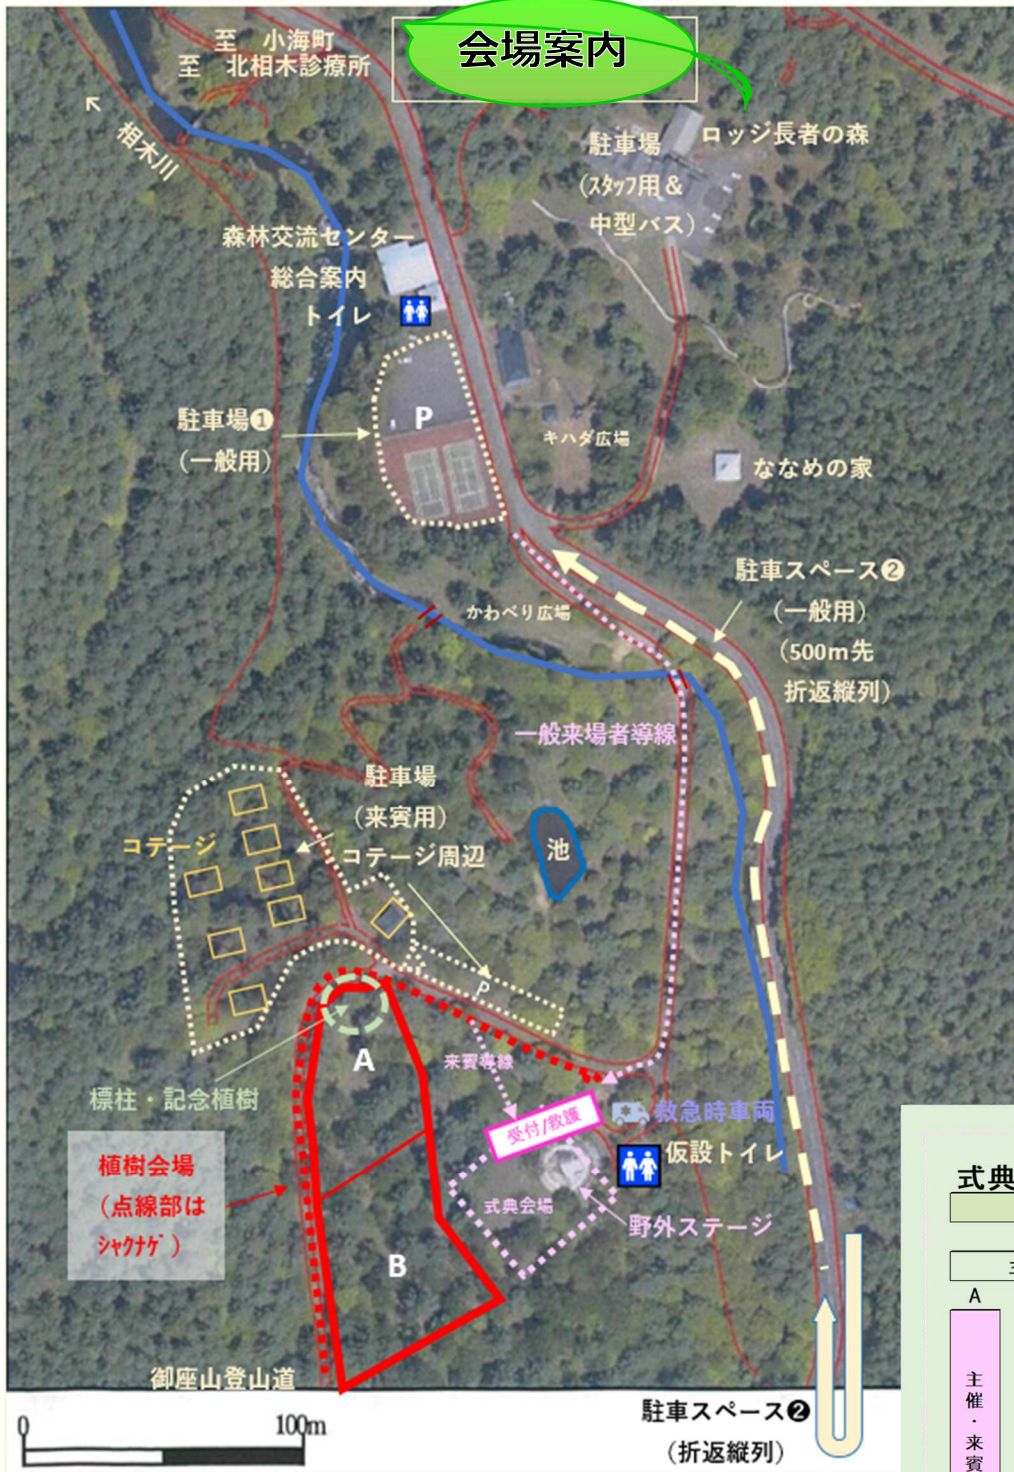 会場案内
至　小海町
至　北相木診療所
相木川
駐車場
(スタッフ用＆
中型バス)
ロッジ長者の森
森林交流センター
総合案内
トイレ
駐車場❶
(一般用)
P
キハダ広場
ななめの家
駐車スペース❷
(一般用)
(500m先
折返縦列)
かわべり広場
一般来場者導線
駐車場
(来賓用)
コテージ周辺
コテージ
池
P
A
来賓導線
標柱・記念植樹
受付/救護
救急時車両
仮設トイレ
植樹会場
(点線部は
シャクナゲ)
式典会場
野外ステージ
B
御座山登山道
0
100m
駐車スペース❷
(折返縦列)
式典
A
主催・来賓